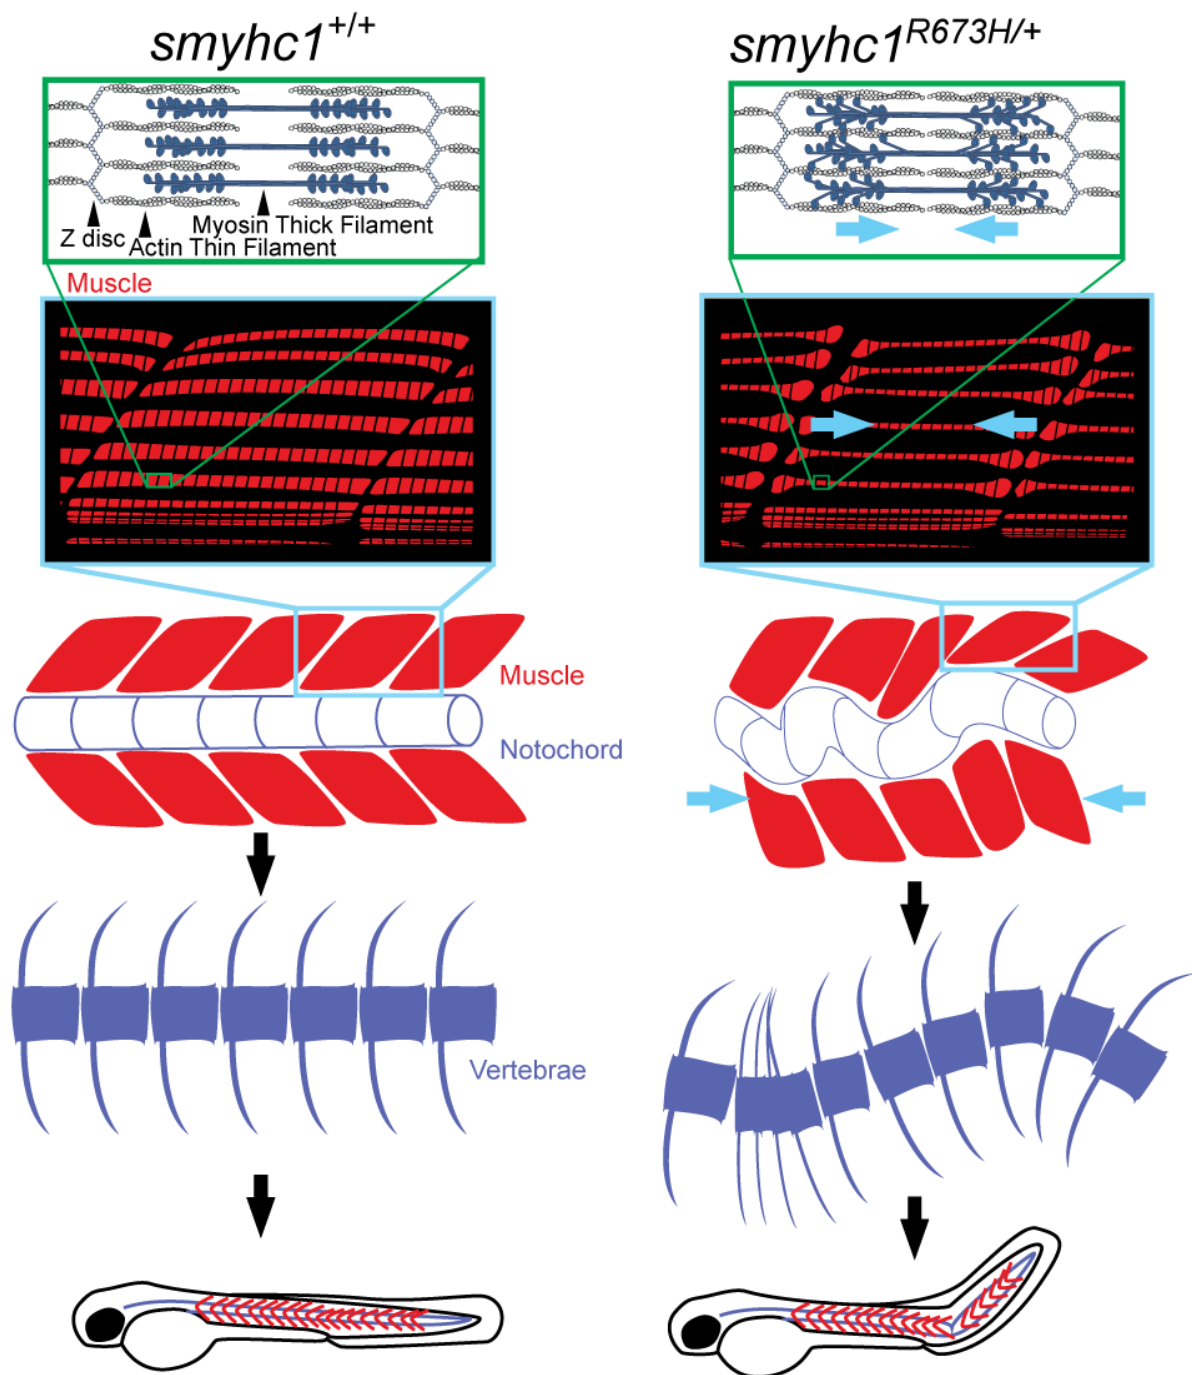 smyhc1+/+
smyhc1R673H/+
Myosin Thick Filament
Z disc
Actin Thin Filament
Muscle
Muscle
Notochord
Vertebrae